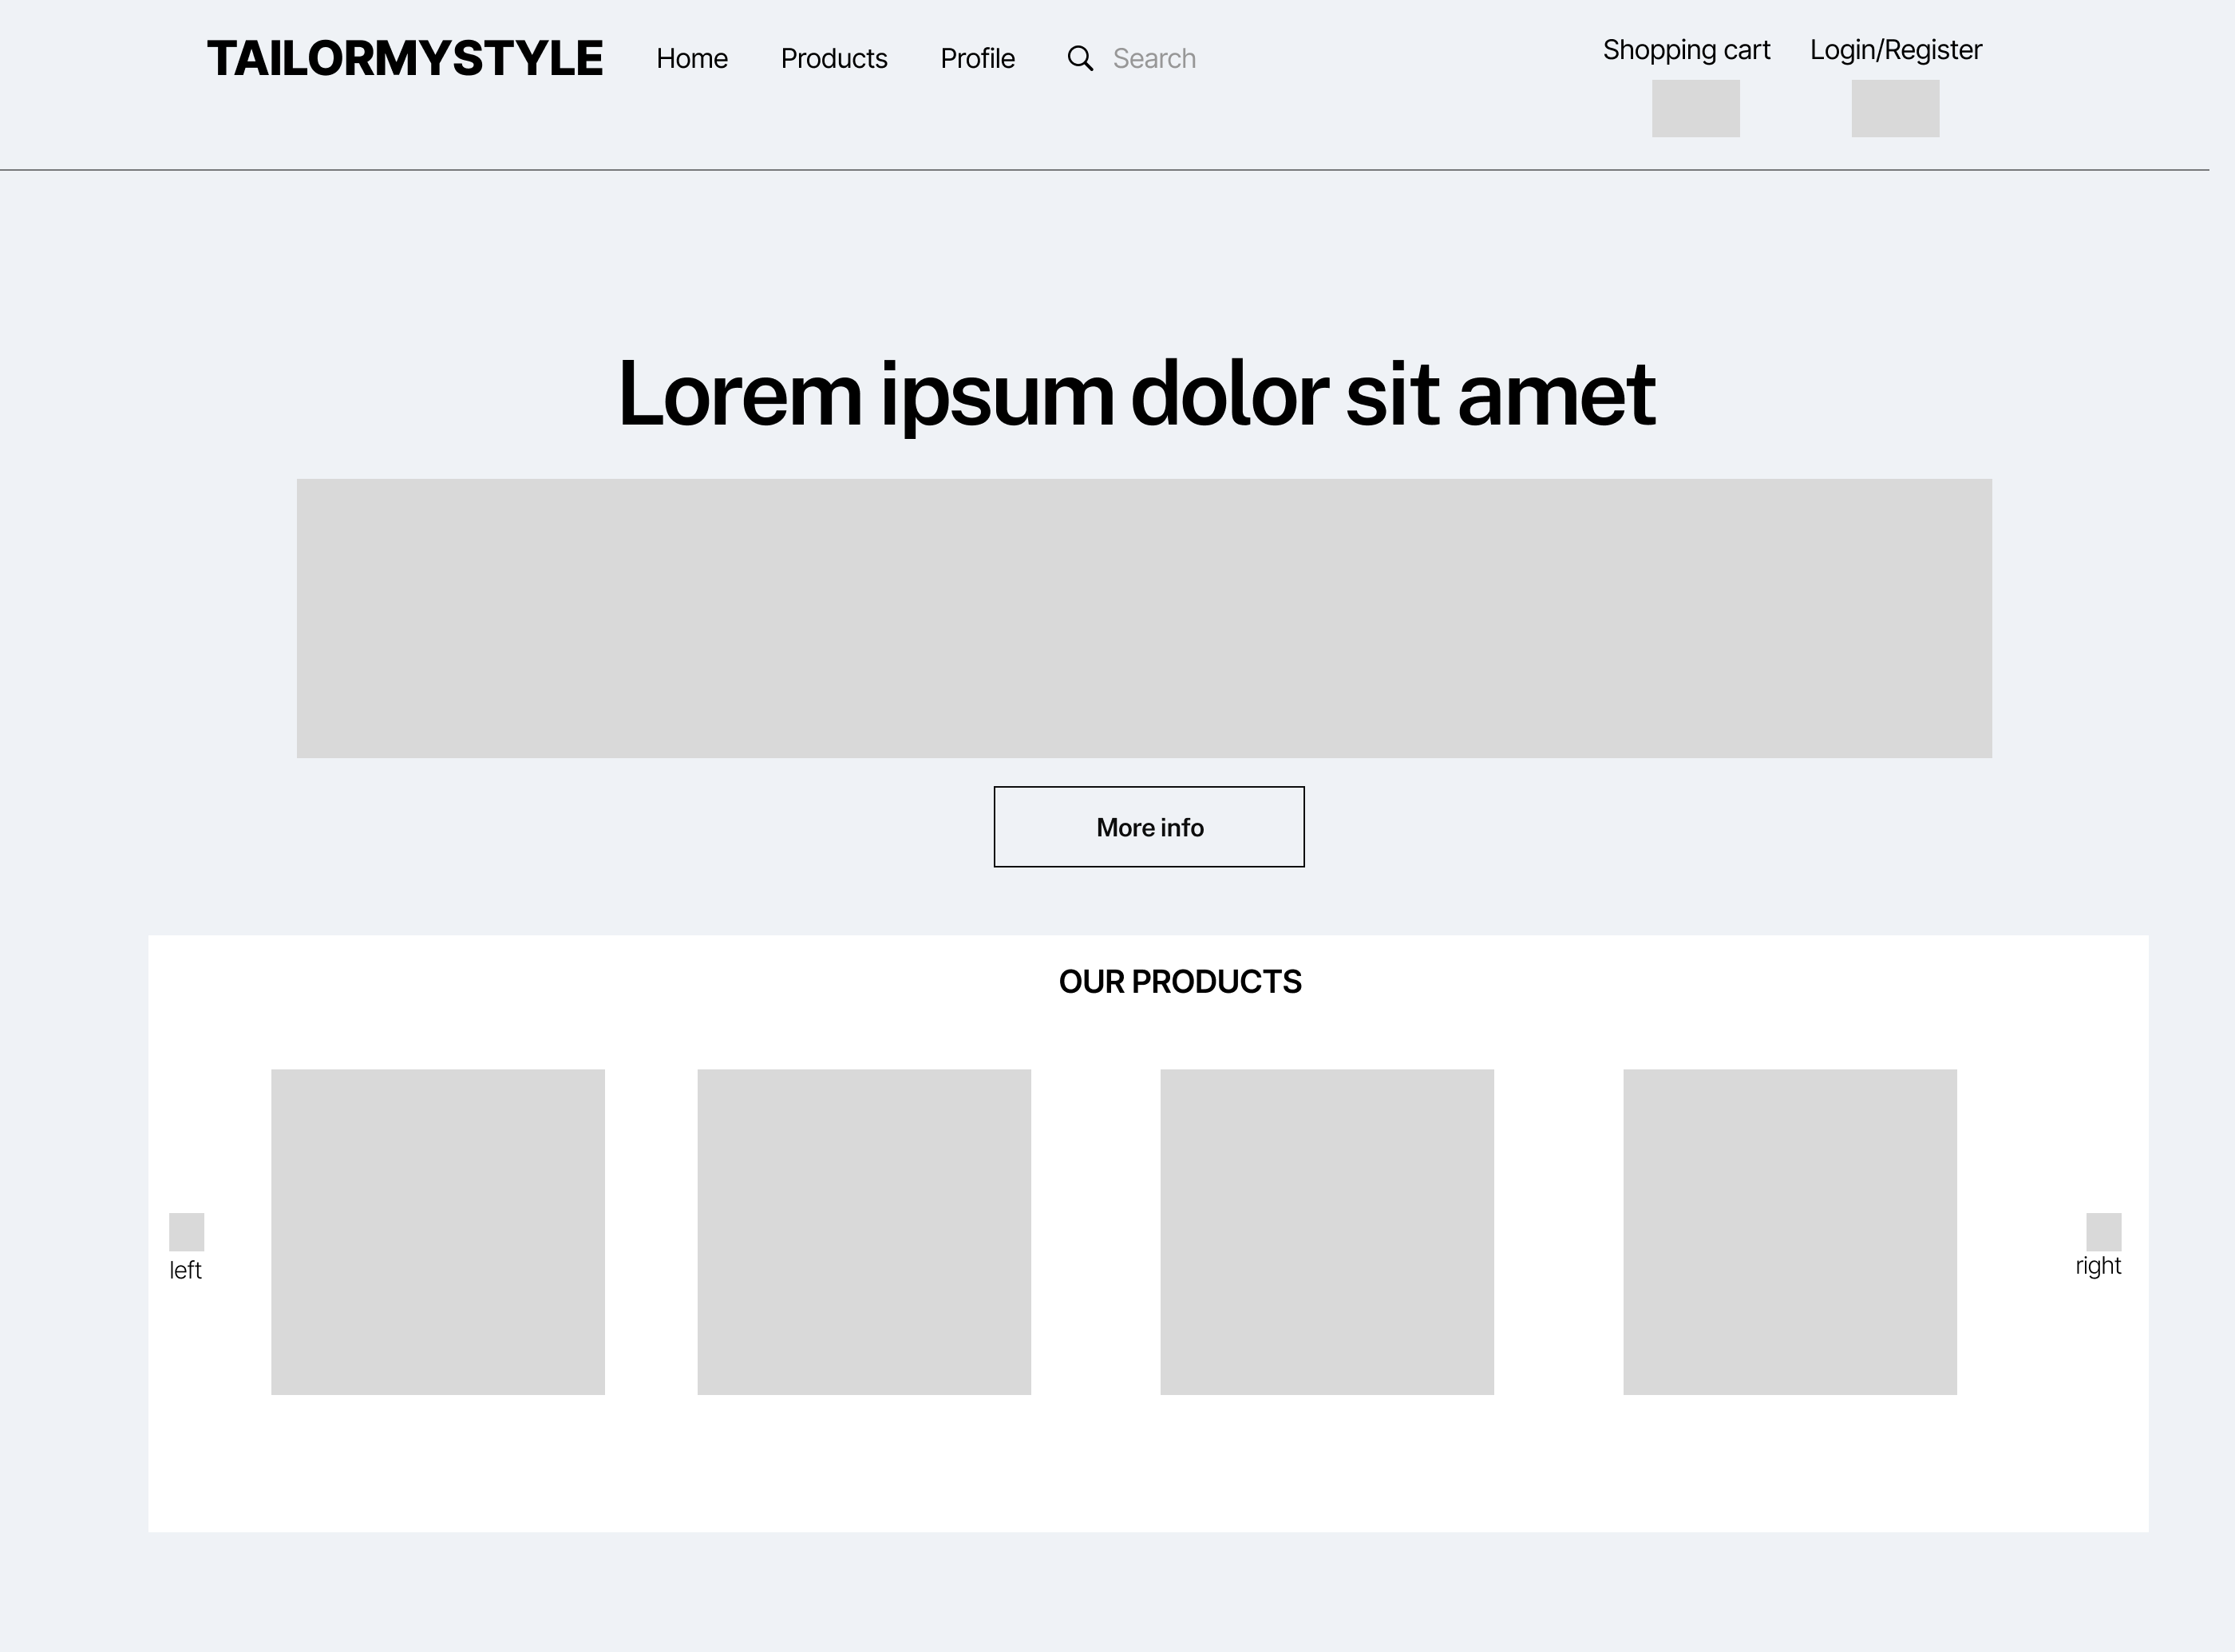 TAILORMYSTYLE Home Products Profile Search Shopping cart Login/Register
Lorem ipsum dolor sit amet
More info
OUR PRODUCTS
left
right